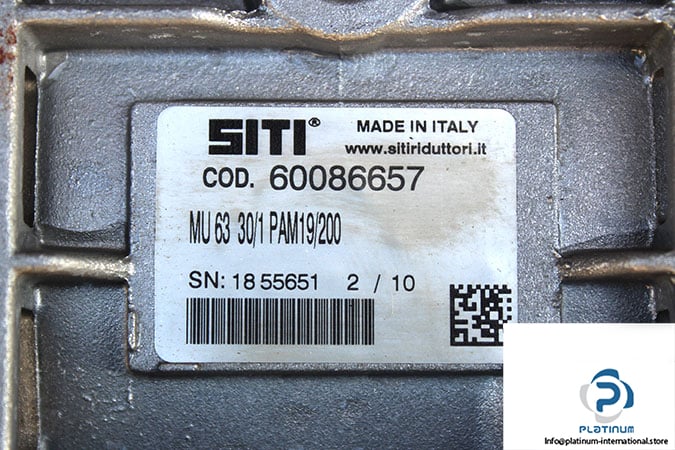 SITI® MADE IN ITALY
www.sitiriduttori.it
COD. 60086657
MU 63 30/1 PAM19/200
SN: 18 55651 2 / 10
PLATINUM
Info@platinum-international.store